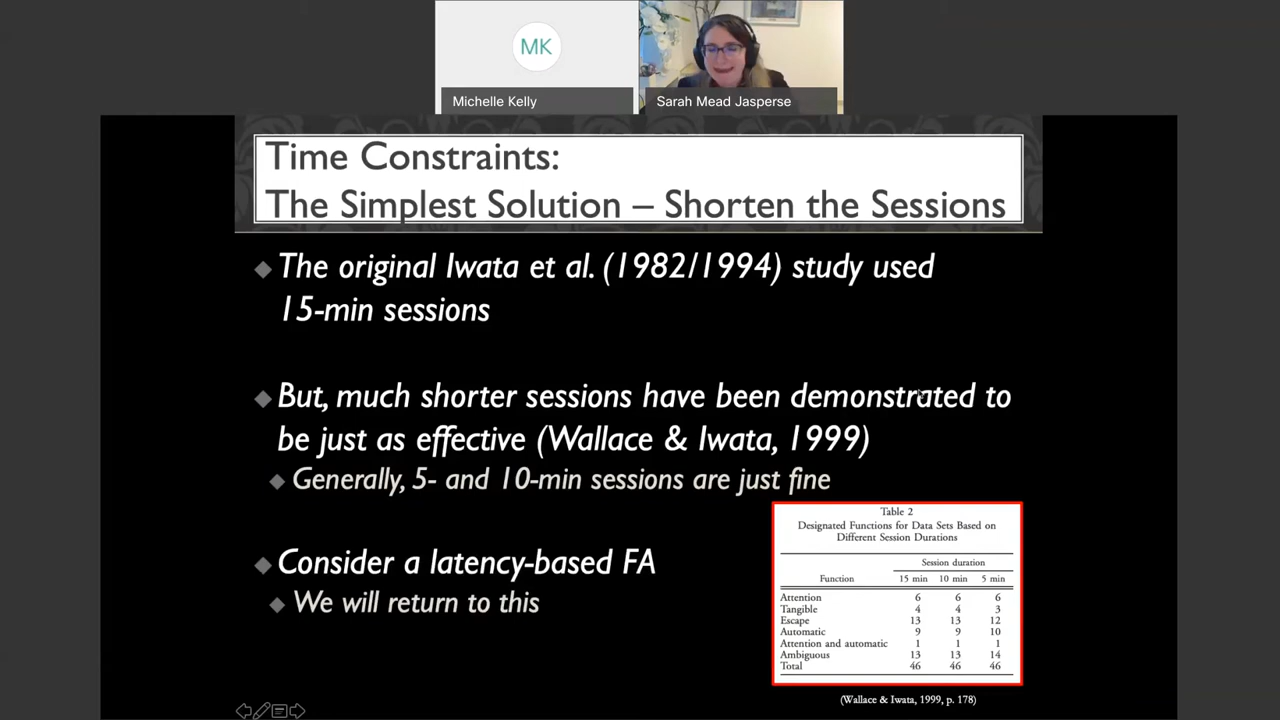 MK
Michelle Kelly
Sarah Mead Jasperse
Time Constraints:
The Simplest Solution – Shorten the Sessions
The original Iwata et al. (1982/1994) study used
15-min sessions
But, much shorter sessions have been demonstrated to
be just as effective (Wallace & Iwata, 1999)
Generally, 5- and 10-min sessions are just fine
Consider a latency-based FA
We will return to this
Table 2
Designated Functions for Data Sets Based on
Different Session Durations
Session duration
Function 15 min 10 min 5 min
Attention 6 6 6
Tangible 4 4 3
Escape 13 13 12
Automatic 9 9 10
Attention and automatic 1 1 1
Ambiguous 13 13 14
Total 46 46 46
(Wallace & Iwata, 1999, p. 178)